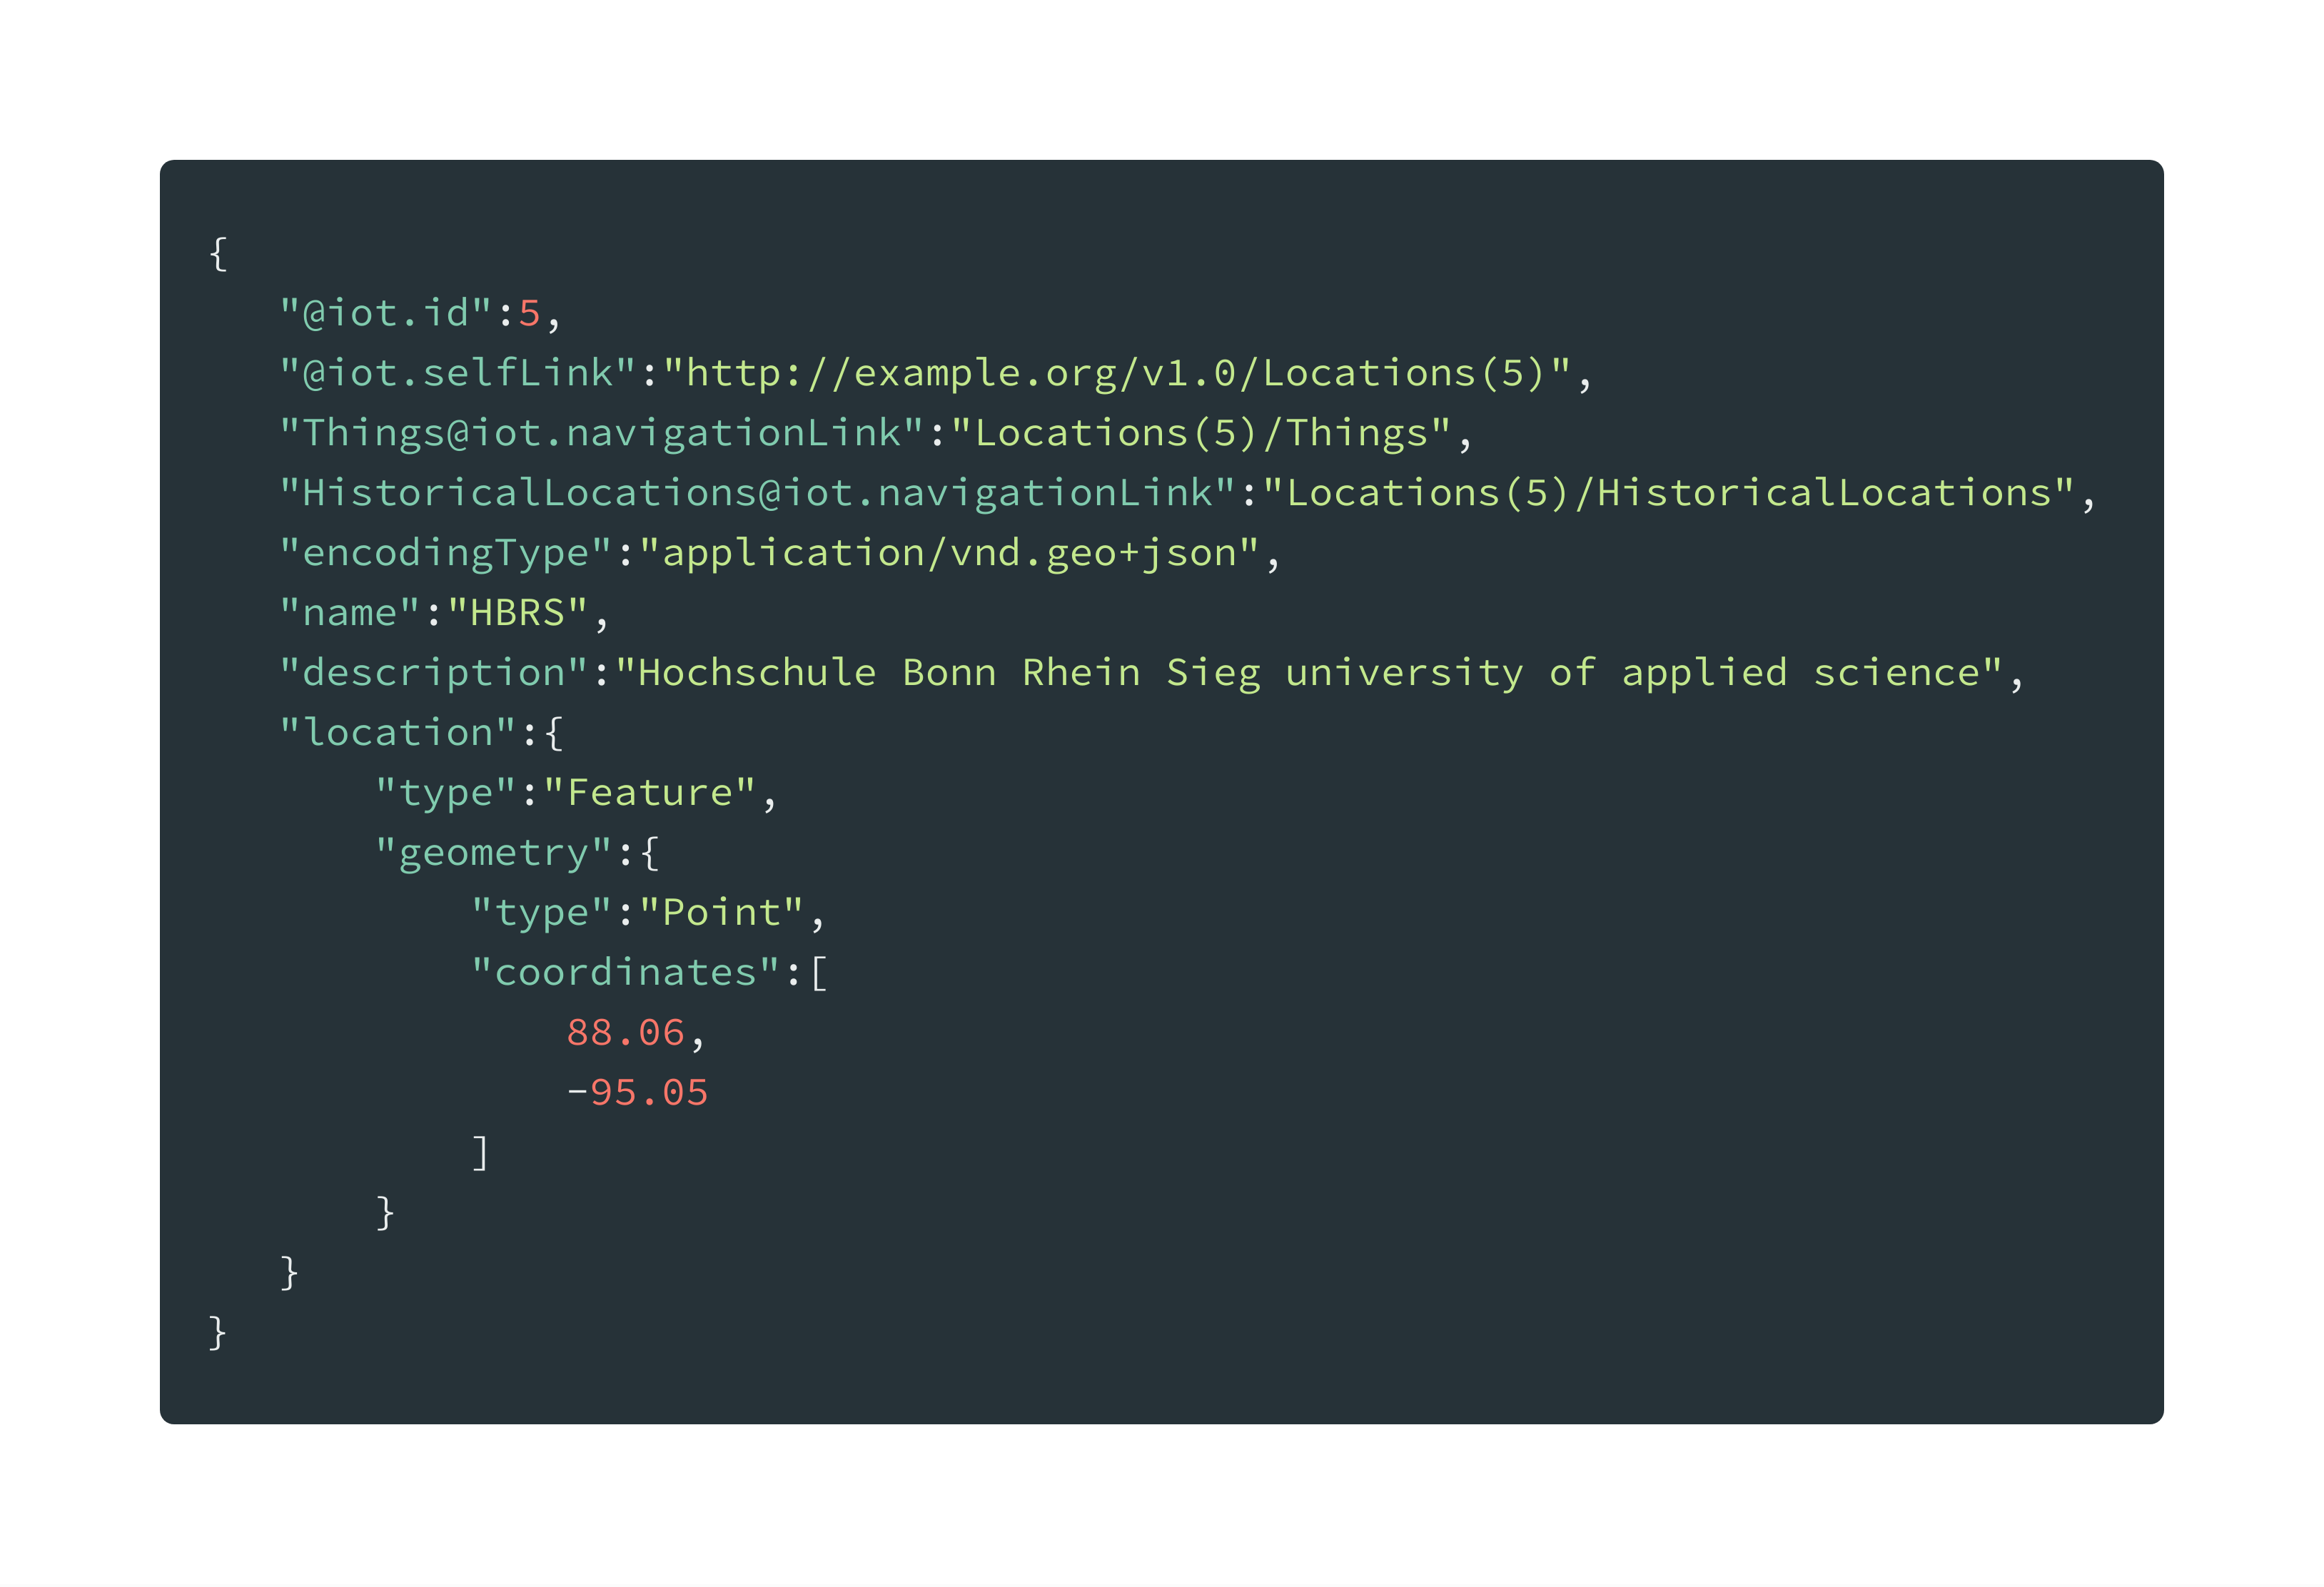 {
   "@iot.id":5,
   "@iot.selfLink":"http://example.org/v1.0/Locations(5)",
   "Things@iot.navigationLink":"Locations(5)/Things",
   "HistoricalLocations@iot.navigationLink":"Locations(5)/HistoricalLocations",
   "encodingType":"application/vnd.geo+json",
   "name":"HBRS",
   "description":"Hochschule Bonn Rhein Sieg university of applied science",
   "location":{
       "type":"Feature",
       "geometry":{
           "type":"Point",
           "coordinates":[
               88.06,
               -95.05
           ]
       }
   }
}